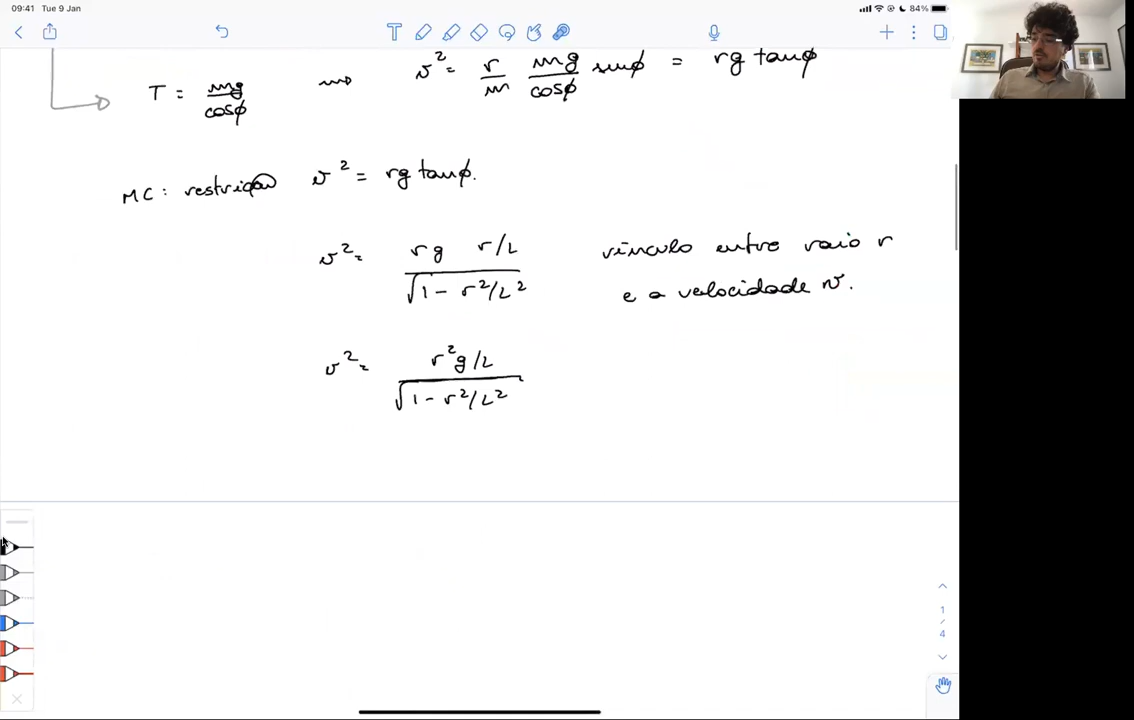 09:41 Tue 9 Jan
84%
v² = r/m mg/cosϕ sinϕ = rg tanϕ
T = mg/cosϕ
MC: restrição v² = rg tanϕ.
v² = rg r/L / √(1 - r²/L²) vínculo entre raio r
e a velocidade v.
v² = r²g/L / √(1 - r²/L²)
1
/
4